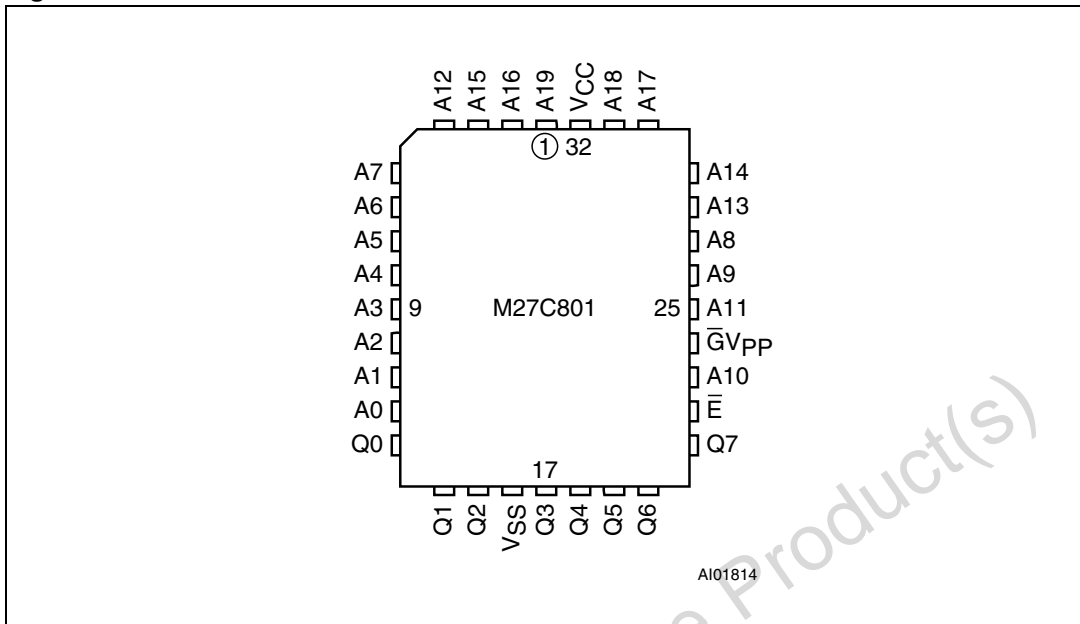 A12 A15 A16 A19 VCC A18 A17
① 32
A7 A14
A6 A13
A5 A8
A4 A9
A3 9 M27C801 25 A11
A2 G̅VPP
A1 A10
A0 E̅
Q0 Q7
17
Q1 Q2 VSS Q3 Q4 Q5 Q6
AI01814
Product(s)